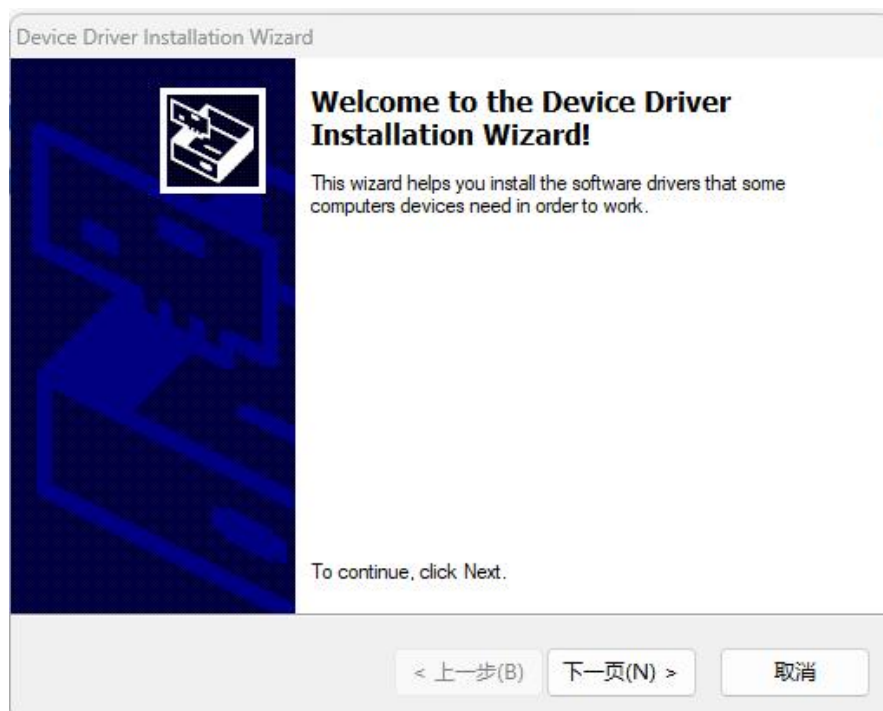 Device Driver Installation Wizard
Welcome to the Device Driver
Installation Wizard!
This wizard helps you install the software drivers that some
computers devices need in order to work.
To continue, click Next.
< 上一步(B) 下一页(N) > 取消